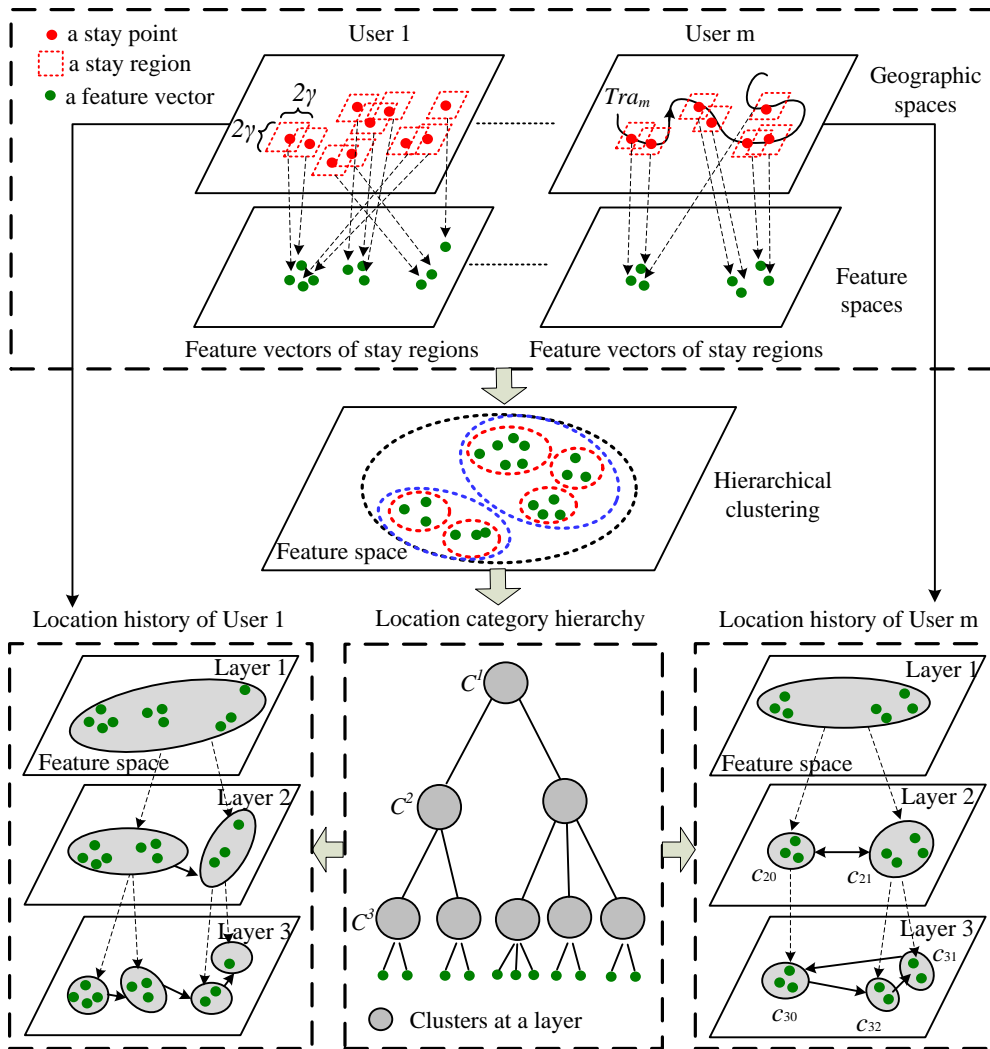 User 1
User m
a stay point
a stay region
a feature vector
Geographic
spaces
2γ
2γ
Tra_m
Feature
spaces
Feature vectors of stay regions
Feature vectors of stay regions
Hierarchical
clustering
Feature space
Location history of User 1
Location category hierarchy
Location history of User m
Layer 1
Feature space
Layer 2
Layer 3
C^1
C^2
C^3
Clusters at a layer
Layer 1
Feature space
Layer 2
c_20
c_21
Layer 3
c_31
c_30
c_32